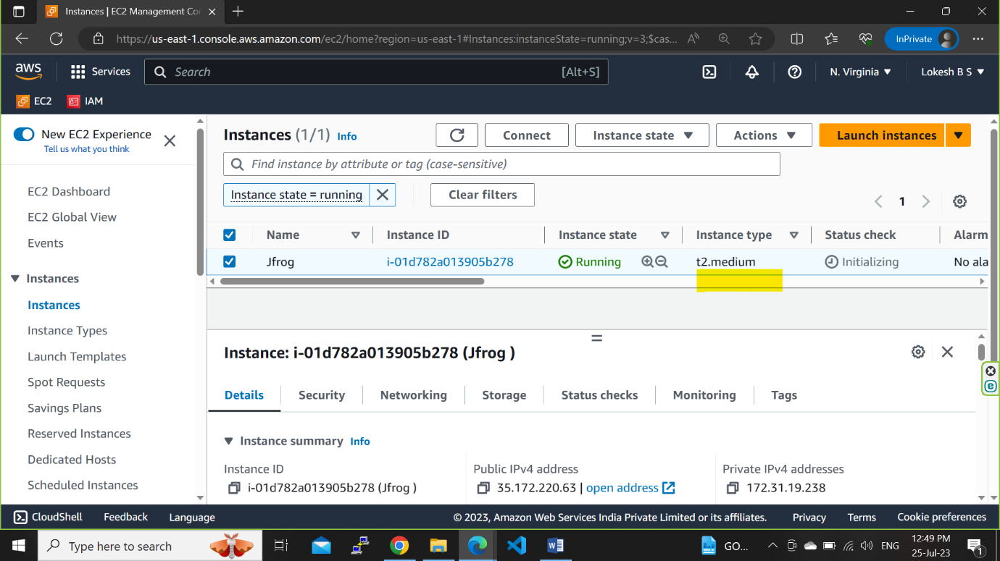 Instances | EC2 Management Con
https://us-east-1.console.aws.amazon.com/ec2/home?region=us-east-1#Instances:instanceState=running;v=3;$cas...
InPrivate
aws
Services
Search
[Alt+S]
N. Virginia
Lokesh B S
EC2
IAM
New EC2 Experience
Tell us what you think
EC2 Dashboard
EC2 Global View
Events
Instances
Instances
Instance Types
Launch Templates
Spot Requests
Savings Plans
Reserved Instances
Dedicated Hosts
Scheduled Instances
Instances (1/1) Info
Connect
Instance state
Actions
Launch instances
Find instance by attribute or tag (case-sensitive)
Instance state = running
Clear filters
1
Name Instance ID Instance state Instance type Status check Alarm
Jfrog i-01d782a013905b278 Running t2.medium Initializing No ala
Instance: i-01d782a013905b278 (Jfrog )
Details Security Networking Storage Status checks Monitoring Tags
Instance summary Info
Instance ID Public IPv4 address Private IPv4 addresses
i-01d782a013905b278 (Jfrog ) 35.172.220.63 | open address 172.31.19.238
CloudShell Feedback Language © 2023, Amazon Web Services India Private Limited or its affiliates. Privacy Terms Cookie preferences
Type here to search
GO...
ENG
12:49 PM
25-Jul-23
1